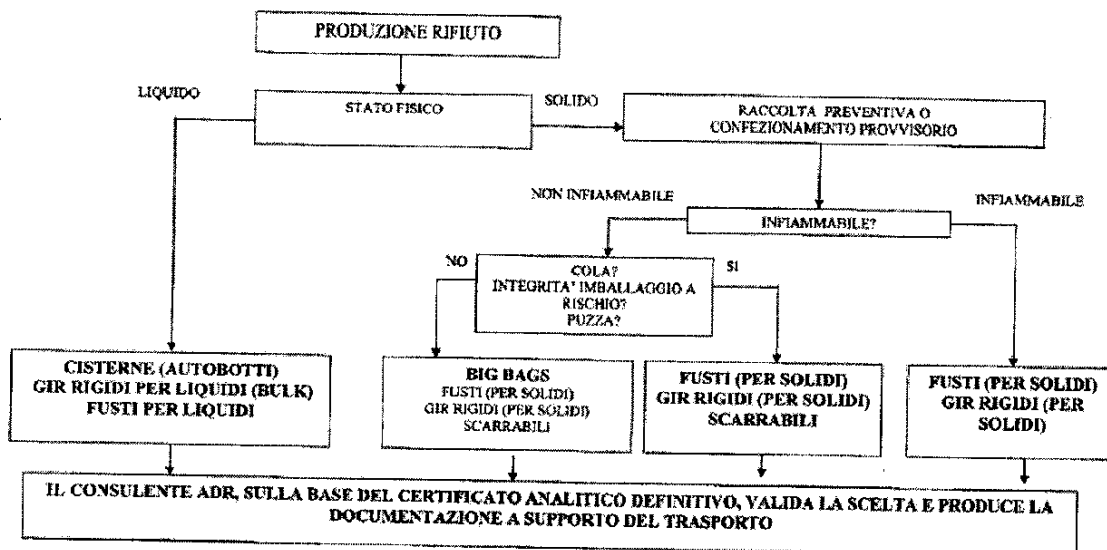 PRODUZIONE RIFIUTO
LIQUIDO
STATO FISICO
SOLIDO
RACCOLTA PREVENTIVA O
CONFEZIONAMENTO PROVVISORIO
NON INFIAMMABILE
INFIAMMABILE
INFIAMMABILE?
NO
COLA?
INTEGRITA' IMBALLAGGIO A
RISCHIO?
PUZZA?
SI
CISTERNE (AUTOBOTTI)
GIR RIGIDI PER LIQUIDI (BULK)
FUSTI PER LIQUIDI
BIG BAGS
FUSTI (PER SOLIDI)
GIR RIGIDI (PER SOLIDI)
SCARRABILI
FUSTI (PER SOLIDI)
GIR RIGIDI (PER SOLIDI)
SCARRABILI
FUSTI (PER SOLIDI)
GIR RIGIDI (PER
SOLIDI)
IL CONSULENTE ADR, SULLA BASE DEL CERTIFICATO ANALITICO DEFINITIVO, VALIDA LA SCELTA E PRODUCE LA
DOCUMENTAZIONE A SUPPORTO DEL TRASPORTO